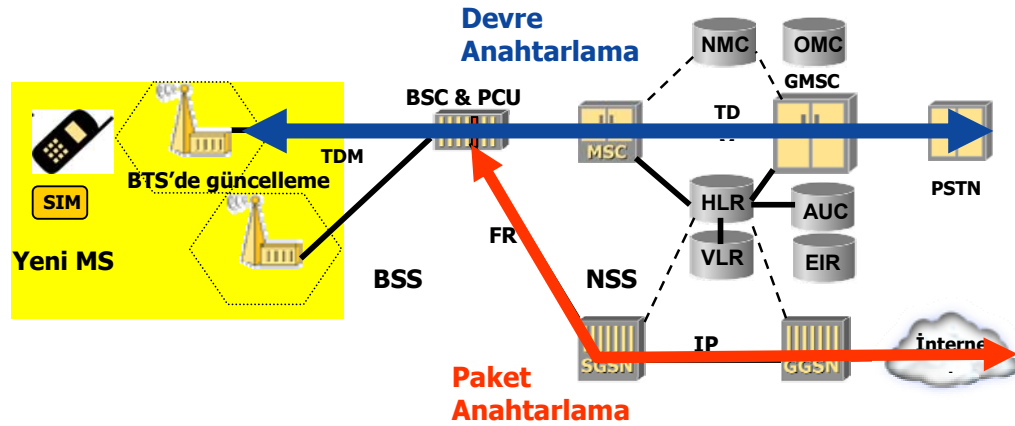 Devre
Anahtarlama
NMC
OMC
GMSC
BSC & PCU
TD
MSC
TDM
BTS'de güncelleme
SIM
PSTN
HLR
AUC
FR
VLR
EIR
Yeni MS
BSS
NSS
SGSN
IP
GGSN
İnterne
Paket
Anahtarlama